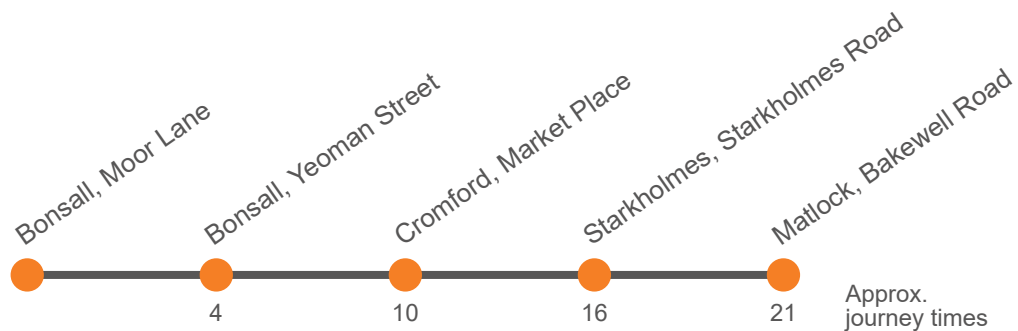 Bonsall, Moor Lane
Bonsall, Yeoman Street
Cromford, Market Place
Starkholmes, Starkholmes Road
Matlock, Bakewell Road
4
10
16
21
Approx.
journey times